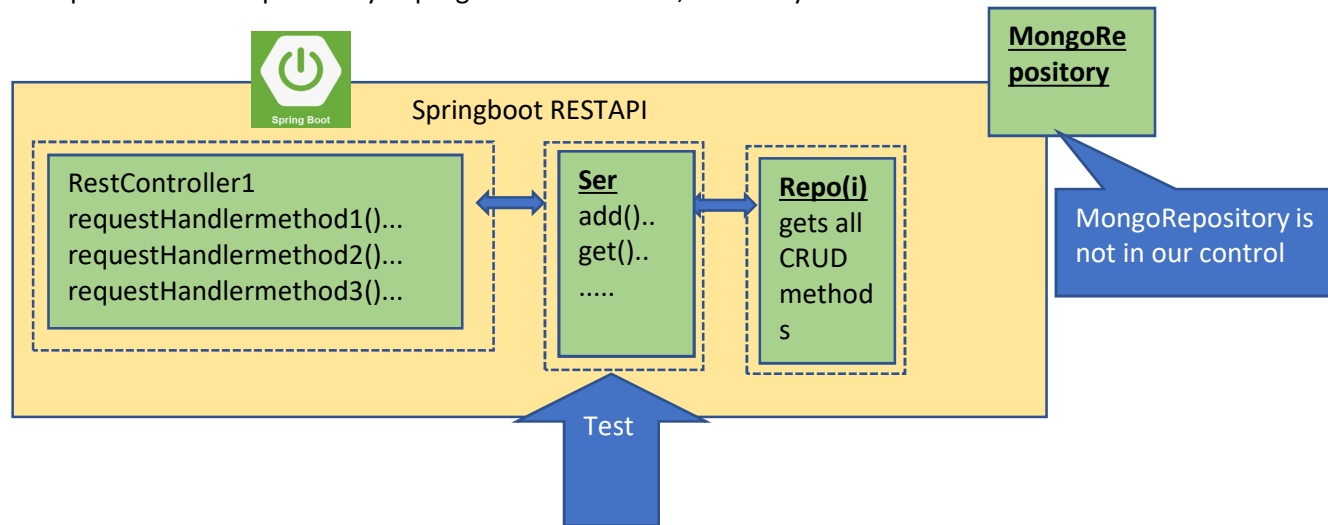 MongoRe
pository
Spring Boot
Springboot RESTAPI
RestController1
requestHandlermethod1()...
requestHandlermethod2()...
requestHandlermethod3()...
Ser
add()..
get()..
.....
Repo(i)
gets all
CRUD
method
s
MongoRepository is
not in our control
Test